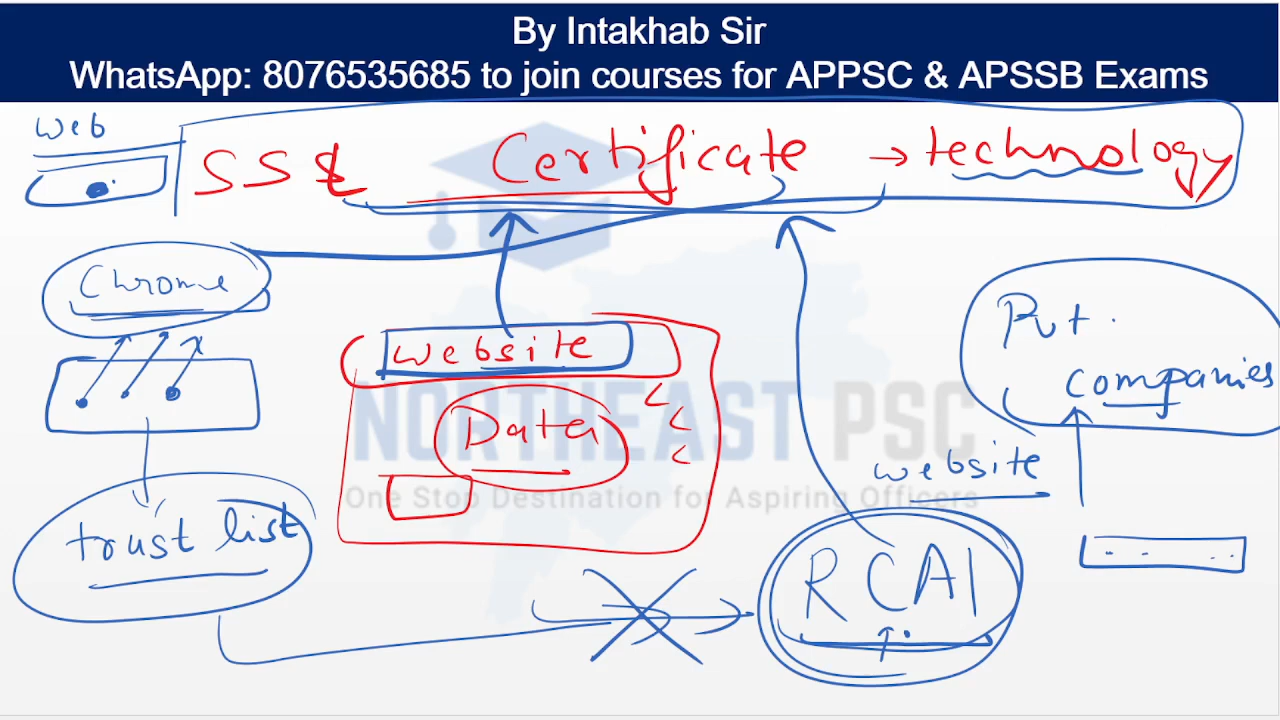 By Intakhab Sir
WhatsApp: 8076535685 to join courses for APPSC & APSSB Exams
Web
SSL Certificate → technology
Chrome
website
Pvt.
companies
Data
NORTHEAST PSC
website
One Stop Destination for Aspiring Officers
trust list
RCAI